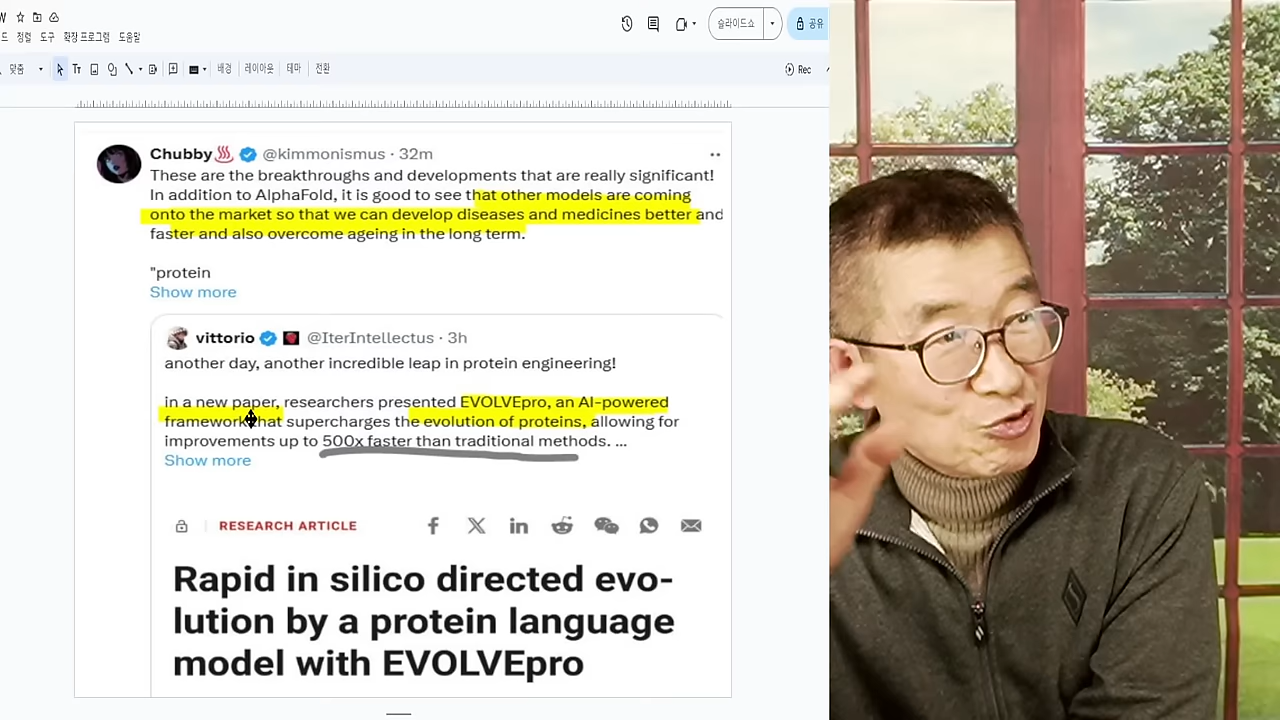 정렬 도구 확장 프로그램 도움말
슬라이드쇼
공유
맞춤
배경 레이아웃 테마 전환
Rec
Chubby @kimmonismus · 32m
These are the breakthroughs and developments that are really significant!
In addition to AlphaFold, it is good to see that other models are coming
onto the market so that we can develop diseases and medicines better and
faster and also overcome ageing in the long term.
"protein
Show more
vittorio @IterIntellectus · 3h
another day, another incredible leap in protein engineering!
in a new paper, researchers presented EVOLVEpro, an AI-powered
framework that supercharges the evolution of proteins, allowing for
improvements up to 500x faster than traditional methods. ...
Show more
RESEARCH ARTICLE
Rapid in silico directed evo-
lution by a protein language
model with EVOLVEpro